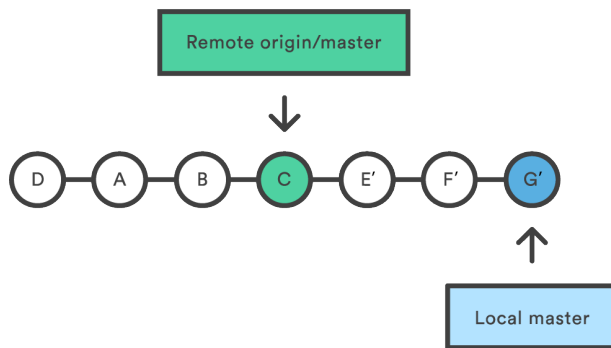 Remote origin/master
D A B C E′ F′ G′
Local master